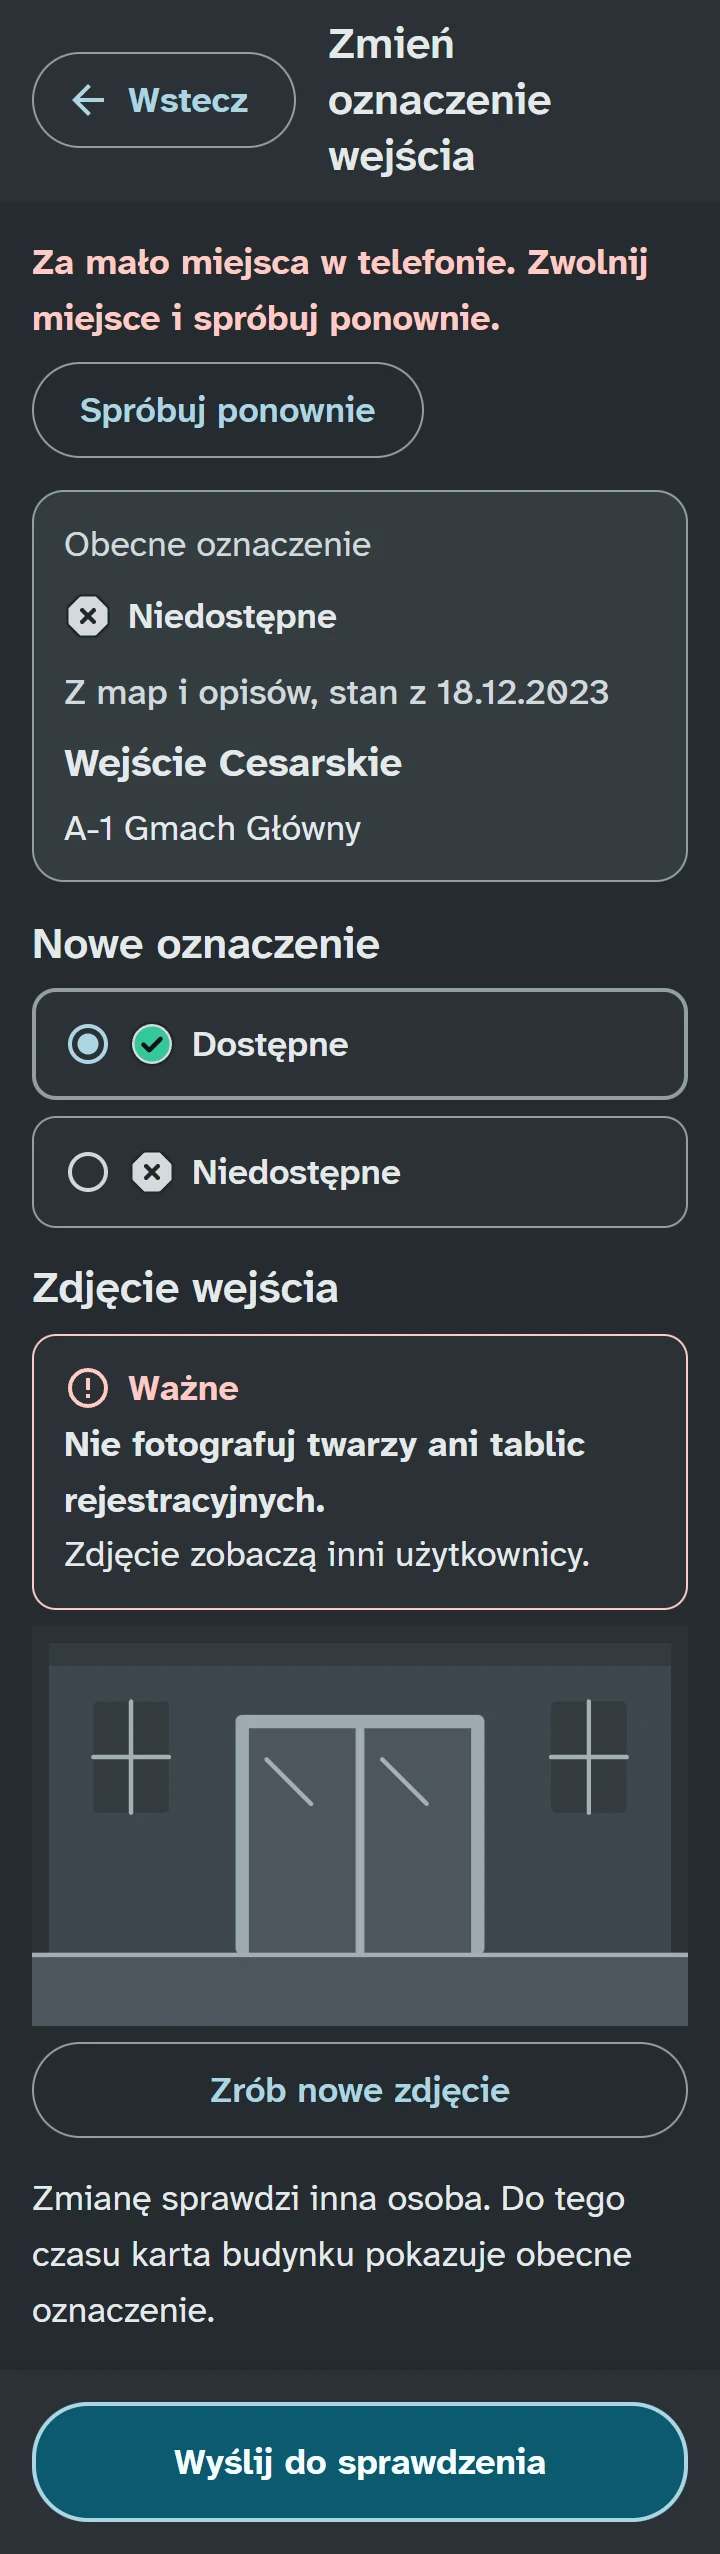 Wstecz
Zmień
oznaczenie
wejścia
Za mało miejsca w telefonie. Zwolnij
miejsce i spróbuj ponownie.
Spróbuj ponownie
Obecne oznaczenie
Niedostępne
Z map i opisów, stan z 18.12.2023
Wejście Cesarskie
A-1 Gmach Główny
Nowe oznaczenie
Dostępne
Niedostępne
Zdjęcie wejścia
Ważne
Nie fotografuj twarzy ani tablic
rejestracyjnych.
Zdjęcie zobaczą inni użytkownicy.
Zrób nowe zdjęcie
Zmianę sprawdzi inna osoba. Do tego
czasu karta budynku pokazuje obecne
oznaczenie.
Wyślij do sprawdzenia